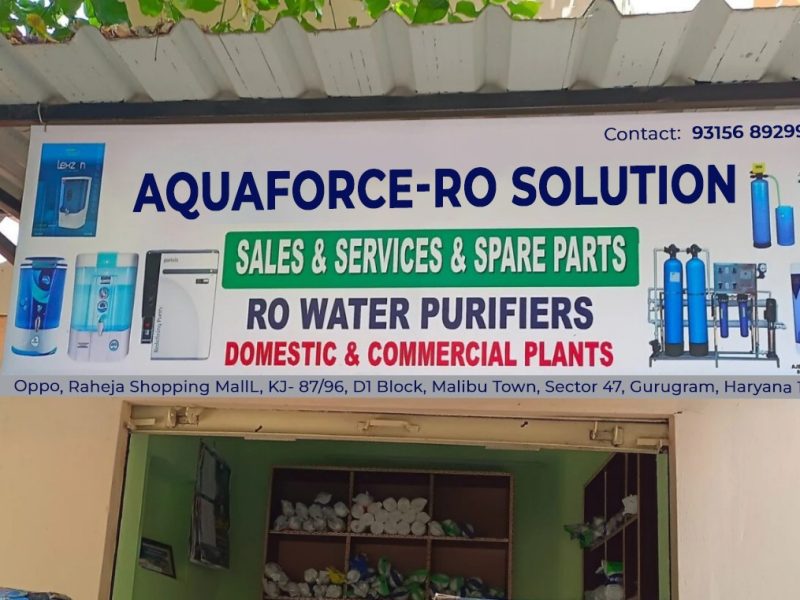 Contact: 93156 89299
AQUAFORCE-RO SOLUTION
SALES & SERVICES & SPARE PARTS
RO WATER PURIFIERS
DOMESTIC & COMMERCIAL PLANTS
Oppo, Raheja Shopping MallL, KJ- 87/96, D1 Block, Malibu Town, Sector 47, Gurugram, Haryana 1